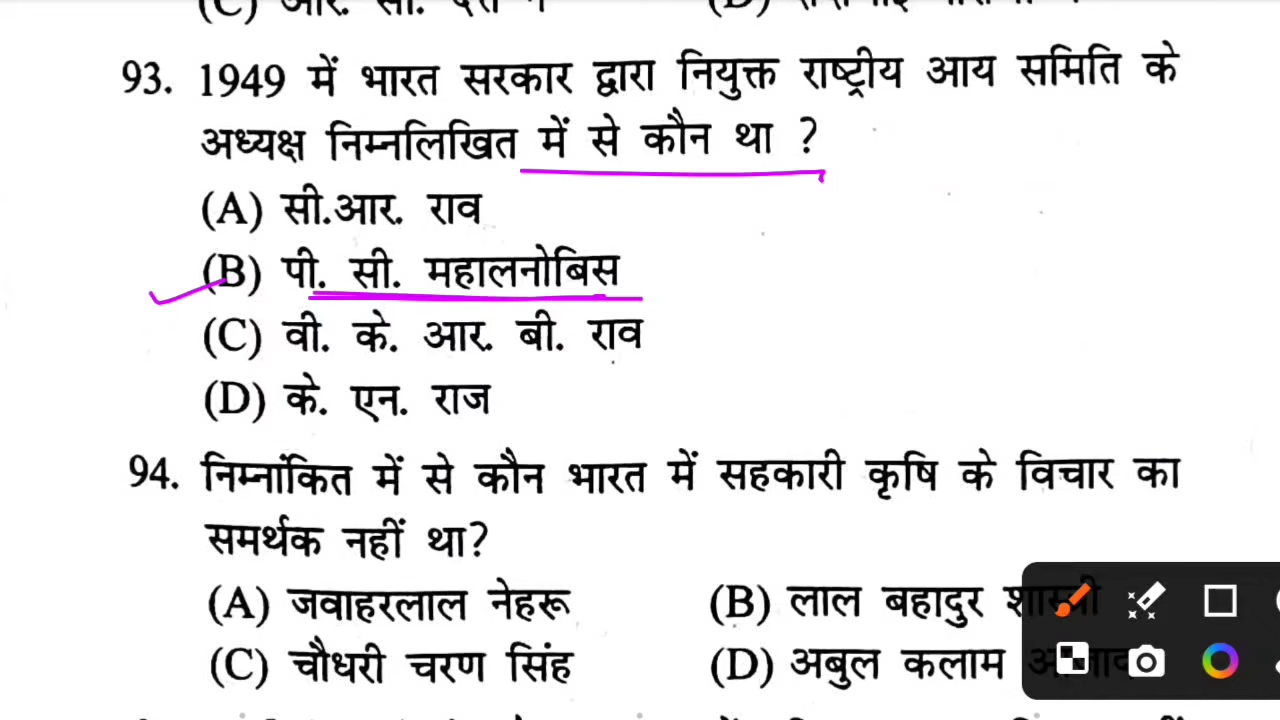 93. 1949 में भारत सरकार द्वारा नियुक्त राष्ट्रीय आय समिति के
अध्यक्ष निम्नलिखित में से कौन था ?
(A) सी.आर. राव
(B) पी. सी. महालनोबिस
(C) वी. के. आर. बी. राव
(D) के. एन. राज
94. निम्नांकित में से कौन भारत में सहकारी कृषि के विचार का
समर्थक नहीं था?
(A) जवाहरलाल नेहरू (B) लाल बहादुर शास्त्री
(C) चौधरी चरण सिंह (D) अबुल कलाम